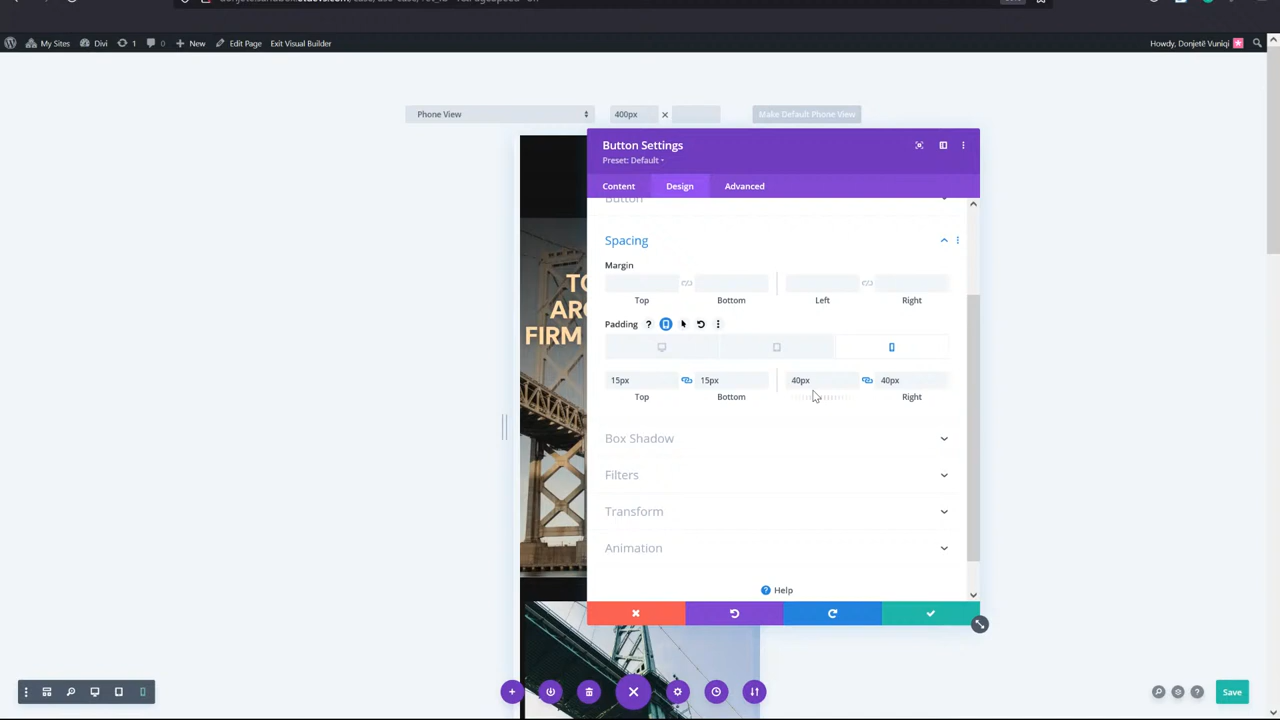 My Sites
Divi
1
New
Edit Page
Exit Visual Builder
Howdy, Donjetë Vuniqi
Phone View
400px
Make Default Phone View
Button Settings
Preset: Default
Content
Design
Advanced
Button
Spacing
Margin
Top
Bottom
Left
Right
Padding
15px
15px
40px
40px
Top
Bottom
Right
Box Shadow
Filters
Transform
Animation
Help
FIRM
Save